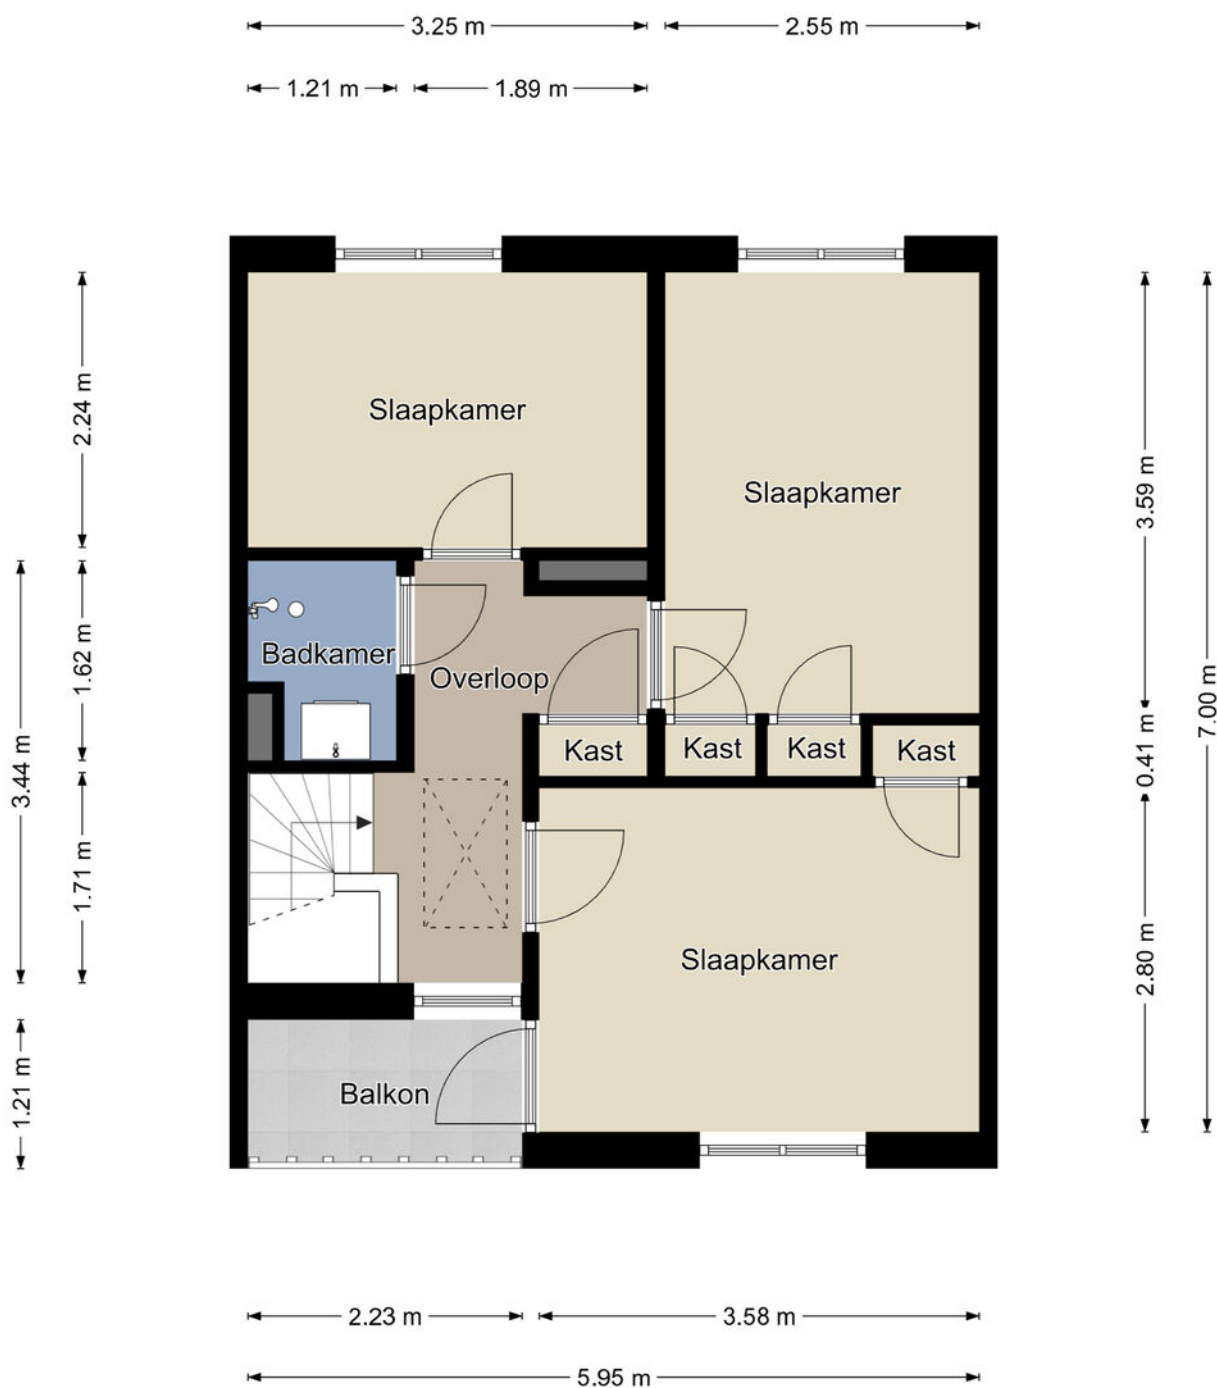 3.25 m
2.55 m
1.21 m
1.89 m
2.24 m
Slaapkamer
Slaapkamer
3.59 m
7.00 m
3.44 m
1.62 m
Badkamer
Overloop
Kast
Kast
Kast
Kast
0.41 m
1.71 m
Slaapkamer
2.80 m
1.21 m
Balkon
2.23 m
3.58 m
5.95 m